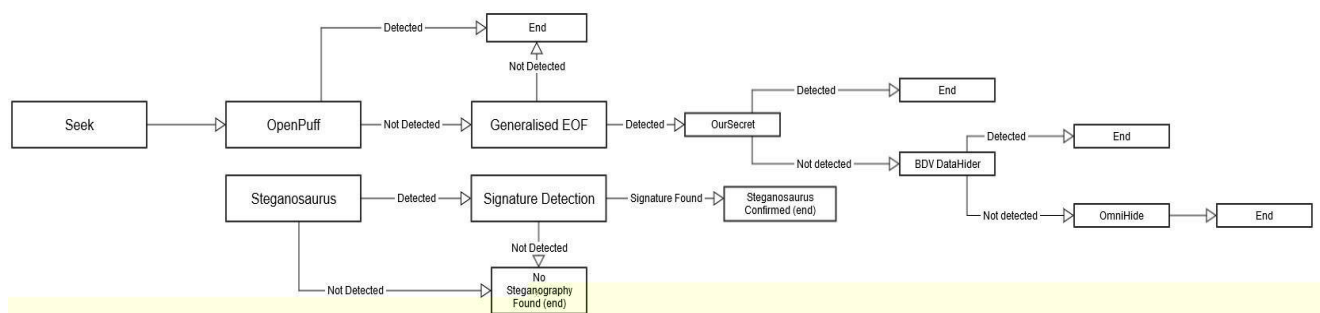 Detected
End
Not Detected
Seek
OpenPuff
Not Detected
Generalised EOF
Detected
OurSecret
Detected
End
Not detected
BDV DataHider
Detected
End
Not detected
OmniHide
End
Steganosaurus
Detected
Signature Detection
Signature Found
Steganosaurus
Confirmed (end)
Not Detected
Not Detected
No
Steganography
Found (end)